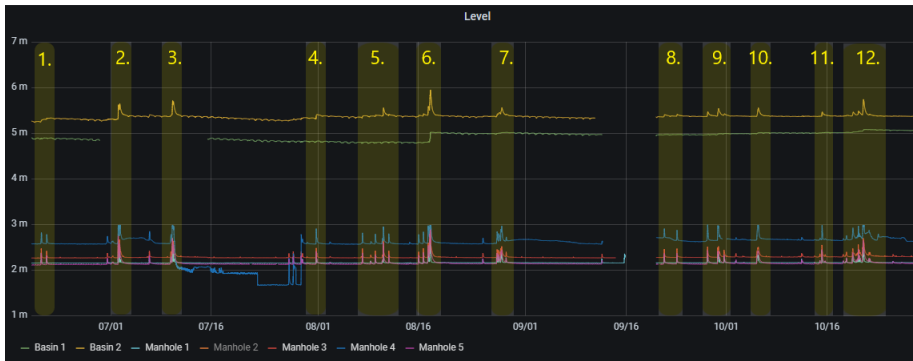 Level
7 m
1. 2. 3. 4. 5. 6. 7. 8. 9. 10. 11. 12.
6 m
5 m
4 m
3 m
2 m
1 m
07/01 07/16 08/01 08/16 09/01 09/16 10/01 10/16
Basin 1 Basin 2 Manhole 1 Manhole 2 Manhole 3 Manhole 4 Manhole 5